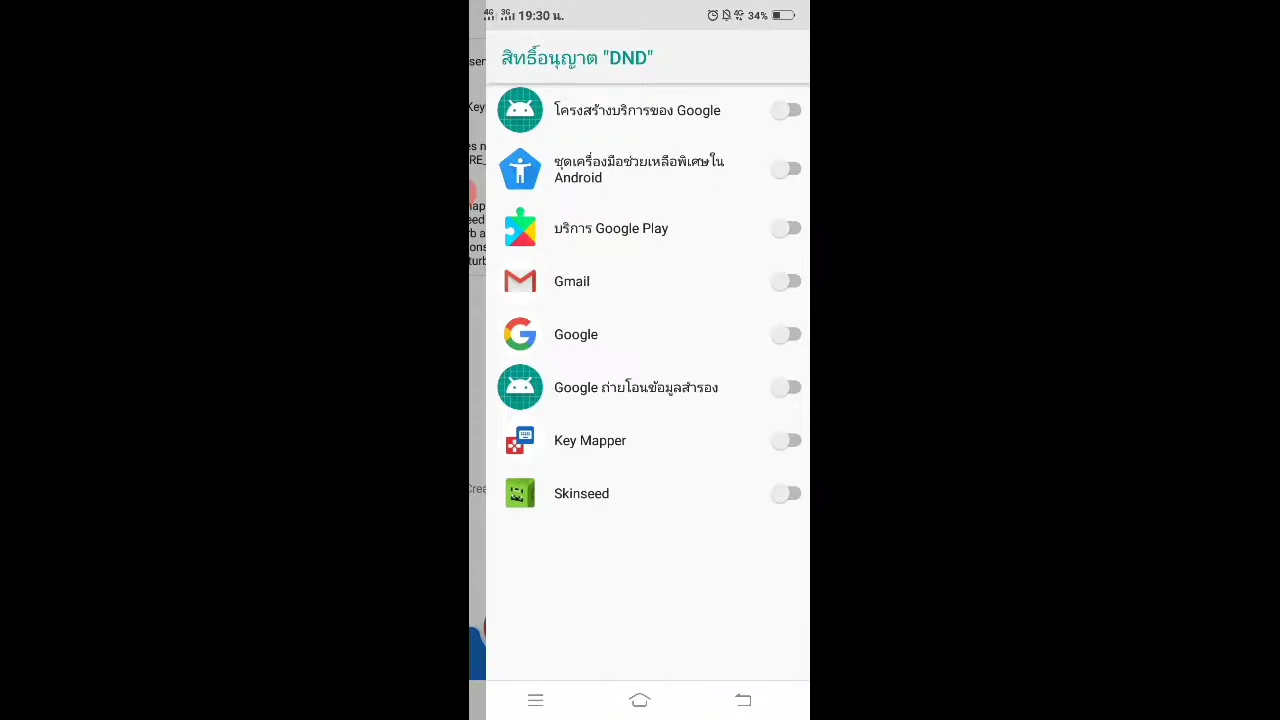 4G 3G 19:30 น. 4G 34%
สิทธิ์อนุญาต "DND"
โครงสร้างบริการของ Google
ชุดเครื่องมือช่วยเหลือพิเศษใน
Android
บริการ Google Play
Gmail
Google
Google ถ่ายโอนข้อมูลสำรอง
Key Mapper
Skinseed